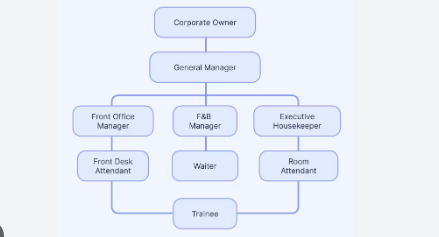 Corporate Owner
General Manager
Front Office
Manager
F&B
Manager
Executive
Housekeeper
Front Desk
Attendant
Waiter
Room
Attendant
Trainee